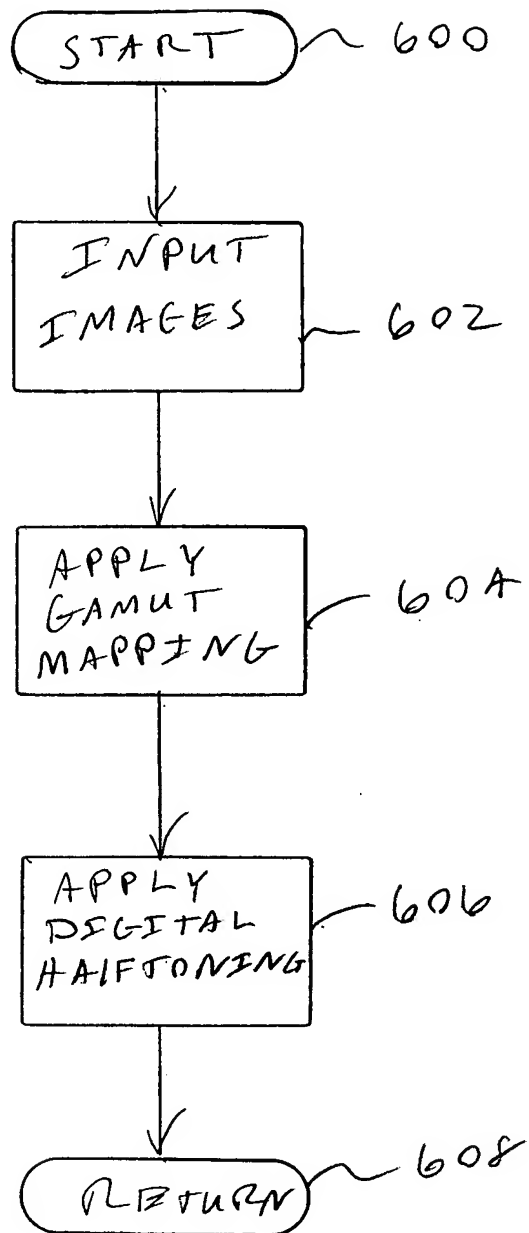 START
600
INPUT
IMAGES
602
APPLY
GAMUT
MAPPING
604
APPLY
DIGITAL
HALFTONING
606
RETURN
608